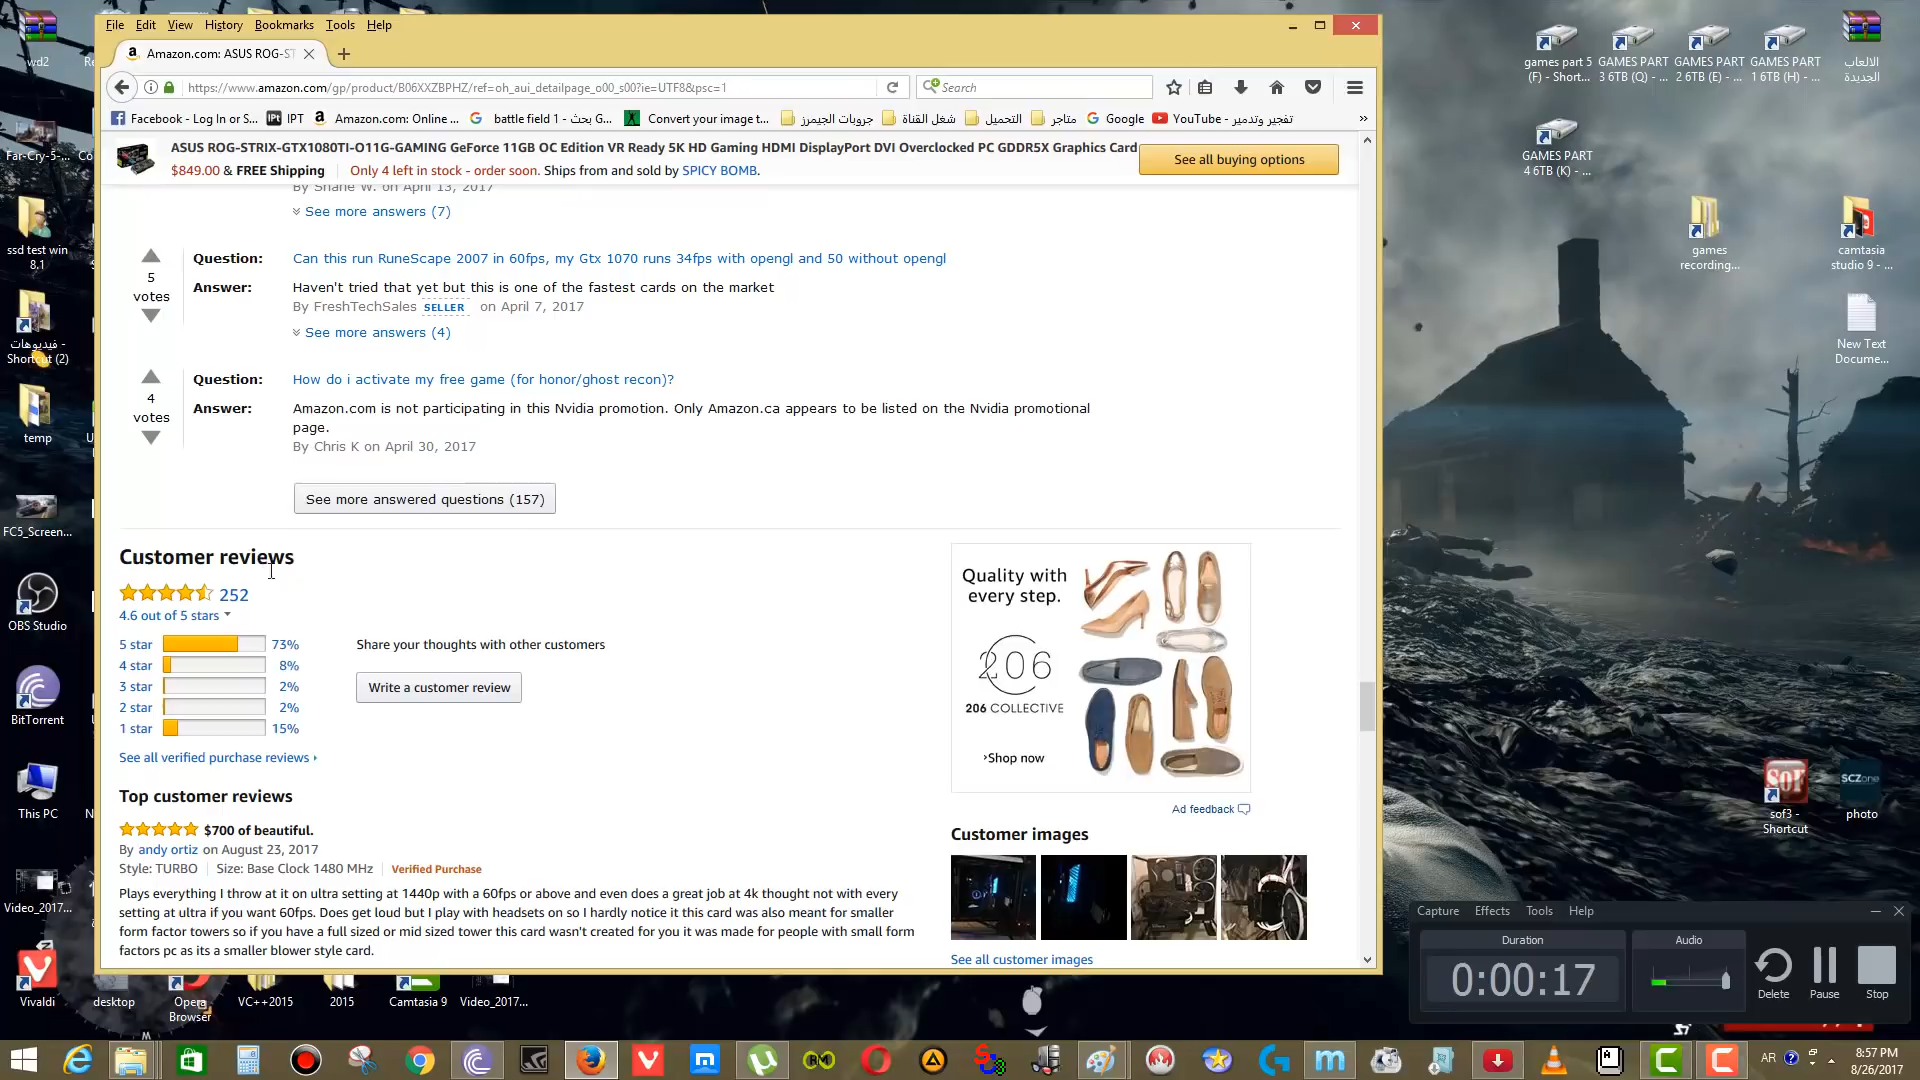 File Edit View History Bookmarks Tools Help
Amazon.com: ASUS ROG-ST
https://www.amazon.com/gp/product/B06XXZBPHZ/ref=oh_aui_detailpage_o00_s00?ie=UTF8&psc=1
Search
Facebook - Log In or S...
IPT
Amazon.com: Online ...
battle field 1 - بحث G...
Convert your image t...
جروبات الجيمرز
شغل القناة
التحميل
متاجر
Google
YouTube - تفجير وتدمير
ASUS ROG-STRIX-GTX1080TI-O11G-GAMING GeForce 11GB OC Edition VR Ready 5K HD Gaming HDMI DisplayPort DVI Overclocked PC GDDR5X Graphics Card
$849.00 & FREE Shipping Only 4 left in stock - order soon. Ships from and sold by SPICY BOMB.
See all buying options
By Shane W. on April 13, 2017
See more answers (7)
5 votes
Question: Can this run RuneScape 2007 in 60fps, my Gtx 1070 runs 34fps with opengl and 50 without opengl
Answer: Haven't tried that yet but this is one of the fastest cards on the market
By FreshTechSales SELLER on April 7, 2017
See more answers (4)
4 votes
Question: How do i activate my free game (for honor/ghost recon)?
Answer: Amazon.com is not participating in this Nvidia promotion. Only Amazon.ca appears to be listed on the Nvidia promotional
page.
By Chris K on April 30, 2017
See more answered questions (157)
Customer reviews
252
4.6 out of 5 stars
5 star 73%
4 star 8%
3 star 2%
2 star 2%
1 star 15%
Share your thoughts with other customers
Write a customer review
See all verified purchase reviews
Top customer reviews
$700 of beautiful.
By andy ortiz on August 23, 2017
Style: TURBO Size: Base Clock 1480 MHz Verified Purchase
Plays everything I throw at it on ultra setting at 1440p with a 60fps or above and even does a great job at 4k thought not with every
setting at ultra if you want 60fps. Does get loud but I play with headsets on so I hardly notice it this card was also meant for smaller
form factor towers so if you have a full sized or mid sized tower this card wasn't created for you it was made for people with small form
factors pc as its a smaller blower style card.
Quality with
every step.
206
206 COLLECTIVE
Shop now
Ad feedback
Customer images
See all customer images
wd2
Far-Cry-5-...
ssd test win
8.1
فيديوهات -
Shortcut (2)
temp
FC5_Screen...
OBS Studio
BitTorrent
This PC
Video_2017...
Vivaldi
desktop
Opera
Browser
VC++2015
2015
Camtasia 9
Video_2017...
games part 5
(F) - Short...
GAMES PART
3 6TB (Q) - ...
GAMES PART
2 6TB (E) - ...
GAMES PART
1 6TB (H) - ...
الالعاب
الجديدة
GAMES PART
4 6TB (K) - ...
games
recording...
camtasia
studio 9 - ...
New Text
Docume...
SOF
sof3 -
Shortcut
SCZone
photo
Capture Effects Tools Help
Duration
0:00:17
Audio
Delete
Pause
Stop
AR
8:57 PM
8/26/2017